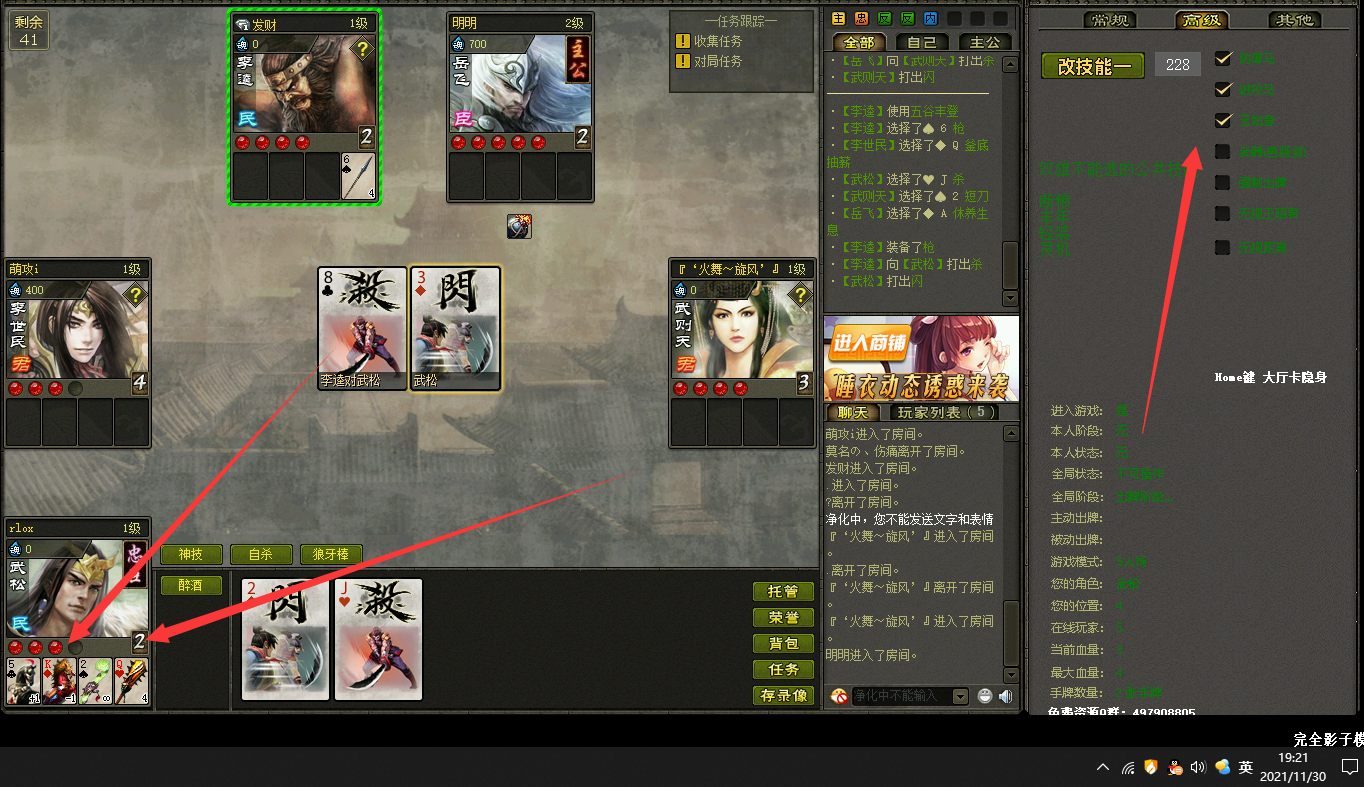 剩余
41
发财
1级
0
李逵
民
2
6
4
明明
2级
700
主公
岳飞
臣
2
—任务跟踪—
收集任务
对局任务
萌攻i
1级
400
李世民
君
4
8
殺
李逵对武松
3
閃
武松
『‘火舞～旋风’』
1级
0
武则天
君
3
rlox
1级
0
武松
民
2
5
+1
K
-1
2
∞
Q
4
神技
自杀
狼牙棒
醉酒
2
閃
J
殺
托管
荣誉
背包
任务
存录像
主
忠
反
反
内
全部
自己
主公
·【岳飞】向【武则天】打出杀
·【武则天】打出闪
·【李逵】使用五谷丰登
·【李逵】选择了♠ 6 枪
·【李世民】选择了♦ Q 釜底
抽薪
·【武松】选择了♥ J 杀
·【武则天】选择了♠ 2 短刀
·【岳飞】选择了♦ A 休养生
息
·【李逵】装备了枪
·【李逵】向【武松】打出杀
·【武松】打出闪
进入商铺
睡衣动态诱惑来袭
聊天
玩家列表（5）
萌攻i进入了房间。
莫名の、伤痛离开了房间。
发财进入了房间。
.进入了房间。
?离开了房间。
净化中，您不能发送文字和表情
『‘火舞～旋风’』进入了房间
。
.离开了房间。
『‘火舞～旋风’』离开了房间
。
『‘火舞～旋风’』进入了房间
。
明明进入了房间。
净化中不能输入
常规
高级
其他
改技能一
228
Home键 大厅卡隐身
进入游戏:
本人阶段:
本人状态:
全局状态:
全局阶段:
主动出牌:
被动出牌:
游戏模式:
您的角色:
您的位置:
在线玩家:
当前血量:
最大血量:
手牌数量:
免费资源Q群: 497908805
完全影子模
英
19:21
2021/11/30